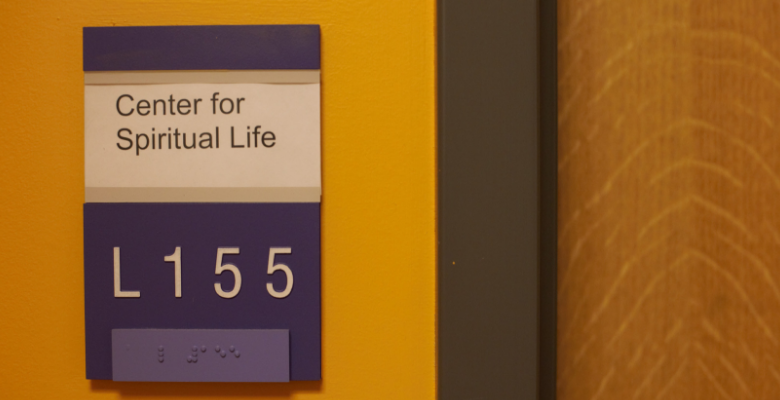 Center for
Spiritual Life
L155
⠇ ⠼⠁⠑⠑